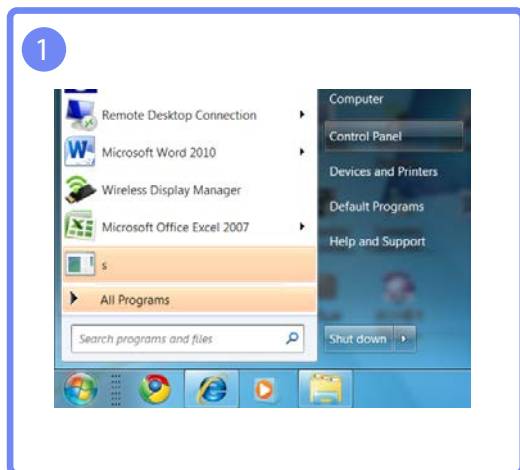 1
Remote Desktop Connection
Microsoft Word 2010
Wireless Display Manager
Microsoft Office Excel 2007
s
All Programs
Search programs and files
Computer
Control Panel
Devices and Printers
Default Programs
Help and Support
Shut down